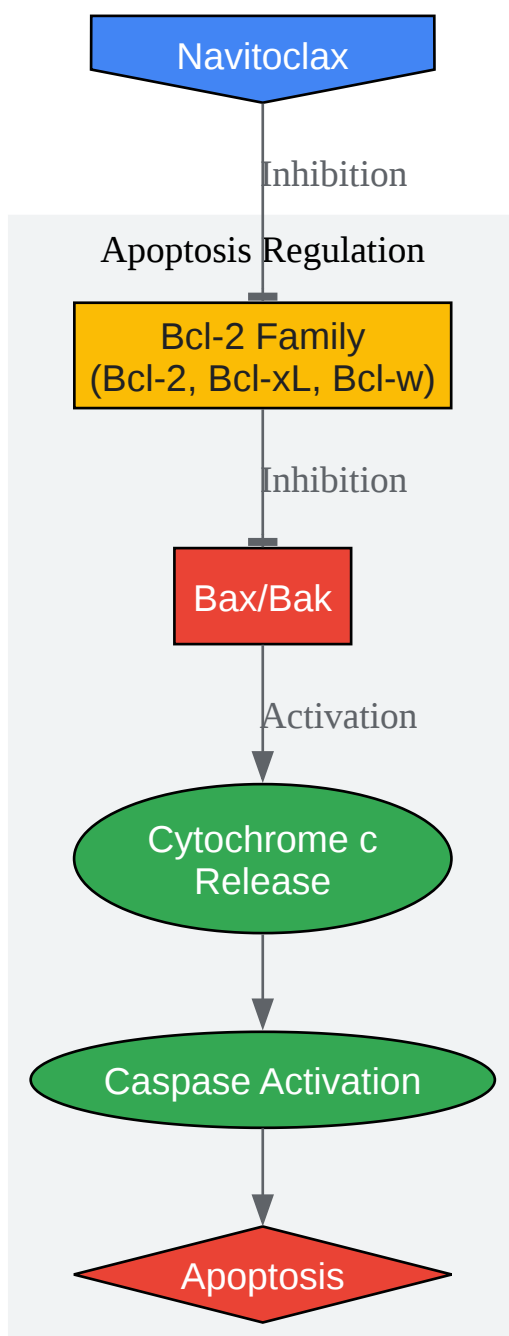 Navitoclax
Inhibition
Apoptosis Regulation
Bcl-2 Family
(Bcl-2, Bcl-xL, Bcl-w)
Inhibition
Bax/Bak
Activation
Cytochrome c
Release
Caspase Activation
Apoptosis